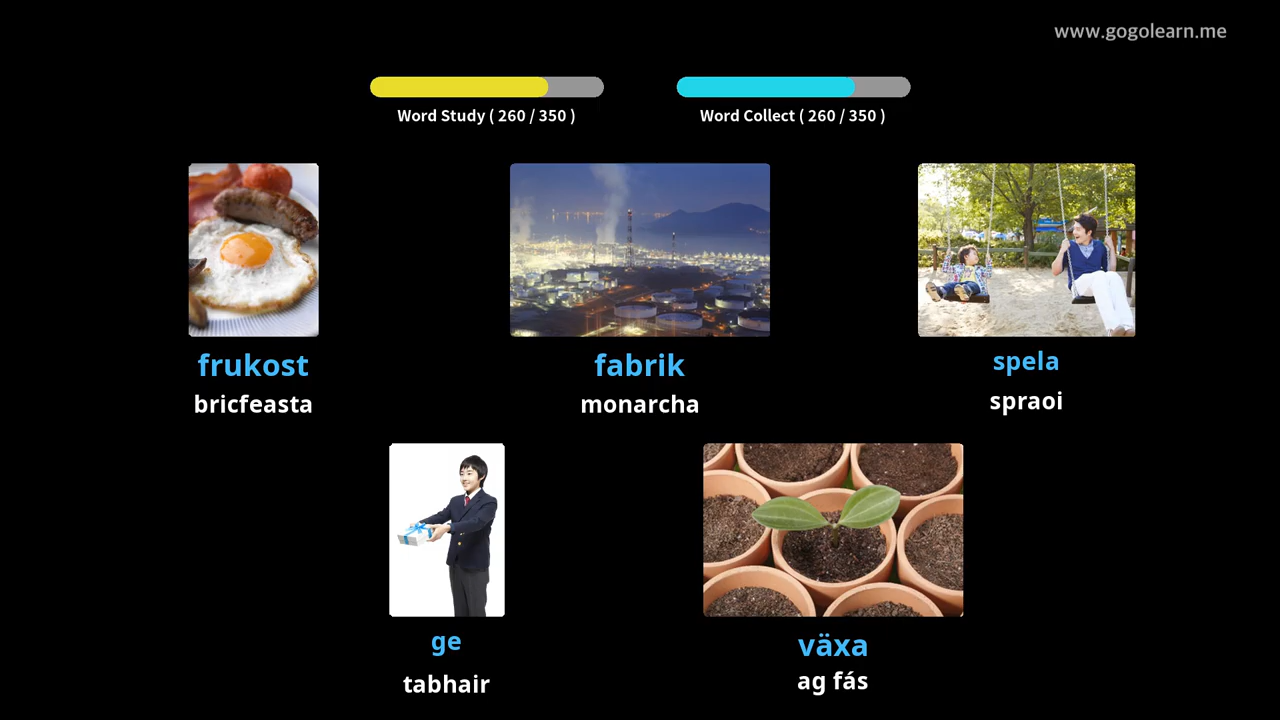 www.gogolearn.me
Word Study ( 260 / 350 )
Word Collect ( 260 / 350 )
frukost
bricfeasta
fabrik
monarcha
spela
spraoi
ge
tabhair
växa
ag fás